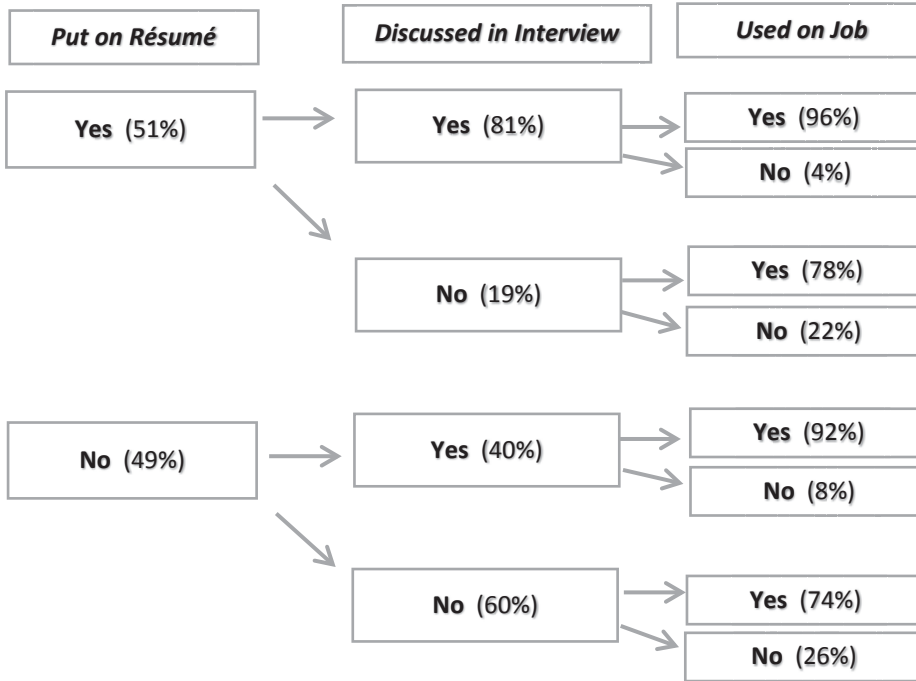 Put on Résumé
Discussed in Interview
Used on Job
Yes (51%)
Yes (81%)
Yes (96%)
No (4%)
No (19%)
Yes (78%)
No (22%)
No (49%)
Yes (40%)
Yes (92%)
No (8%)
No (60%)
Yes (74%)
No (26%)